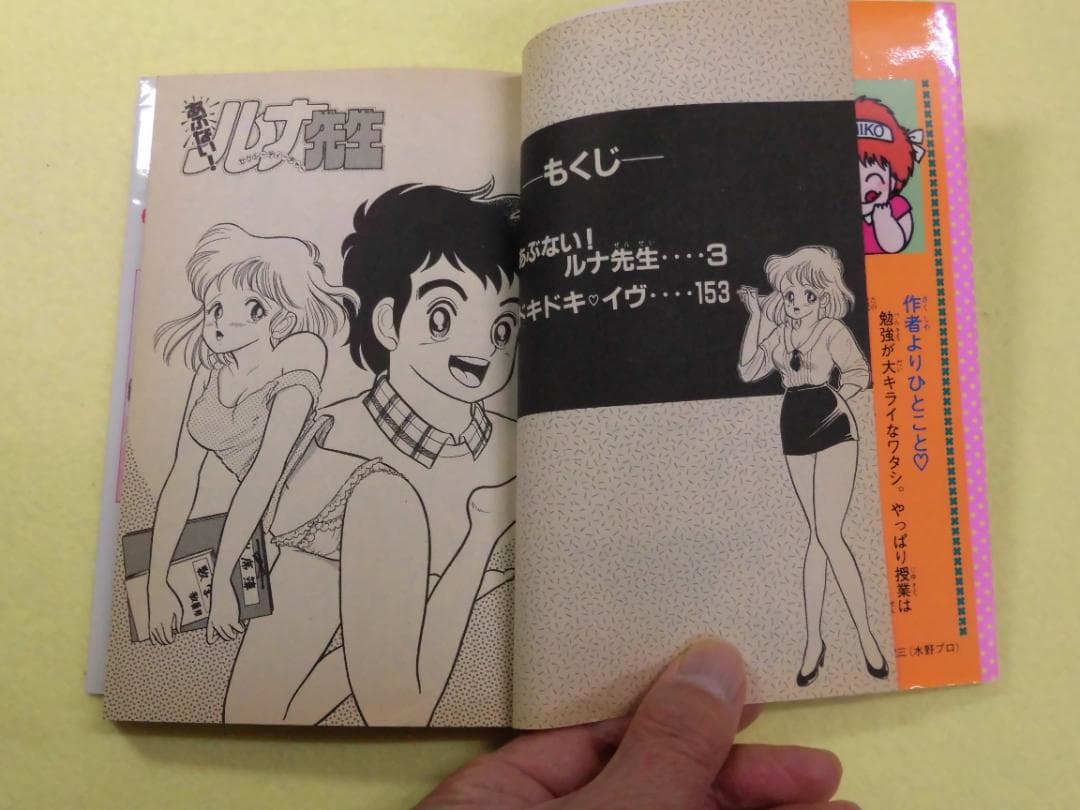 あぶない!
ルナ先生
もくじ
あぶない!
ルナ先生‥‥3
ドキドキ♡イヴ‥‥153
MIKO
作者よりひとこと♡
勉強が大キライなワタシ。やっぱり授業は
三(水野プロ)